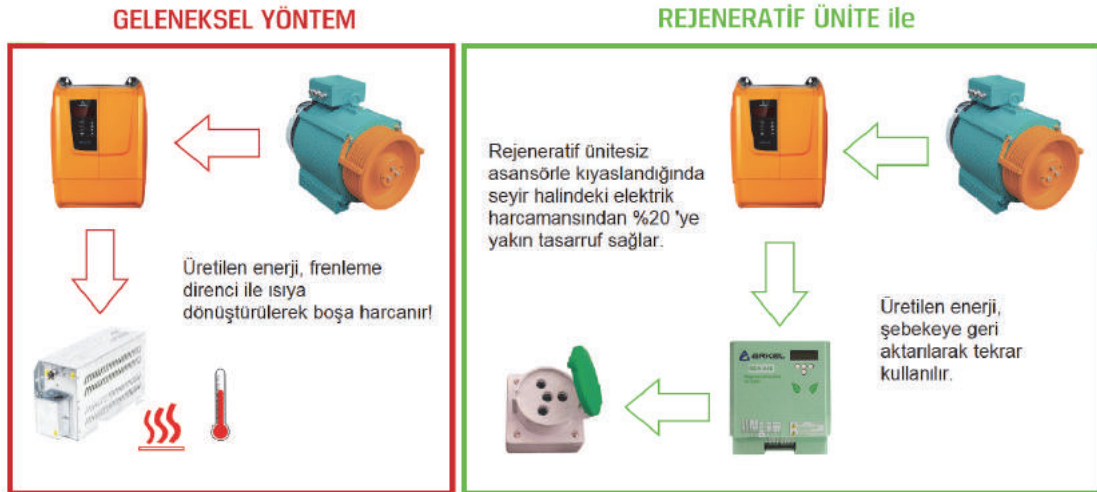 GELENEKSEL YÖNTEM
Üretilen enerji, frenleme
direnci ile ısıya
dönüştürülerek boşa harcanır!
REJENERATİF ÜNİTE ile
Rejeneratif ünitesiz
asansörle kıyaslandığında
seyir halindeki elektrik
harcamansından %20 'ye
yakın tasarruf sağlar.
Üretilen enerji,
şebekeye geri
aktarılarak tekrar
kullanılır.
ARKEL